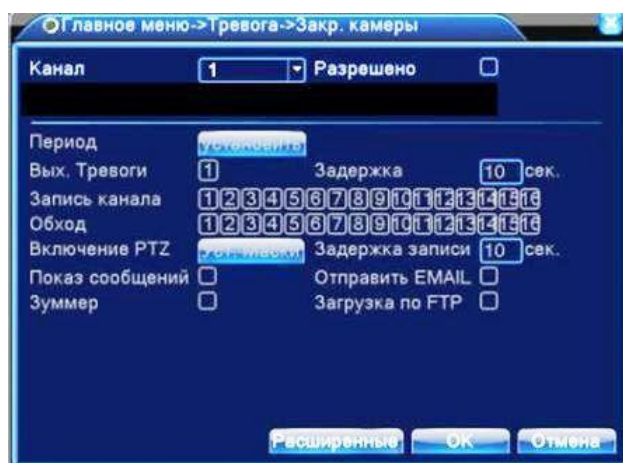 Главное меню->Тревога->Закр. камеры
Канал 1 Разрешено
Период Установить
Вых. Тревоги 1 Задержка 10 сек.
Запись канала 1 2 3 4 5 6 7 8 9 10 11 12 13 14 15 16
Обход 1 2 3 4 5 6 7 8 9 10 11 12 13 14 15 16
Включение PTZ Уст. маски Задержка записи 10 сек.
Показ сообщений Отправить EMAIL
Зуммер Загрузка по FTP
Расширенные OK Отмена